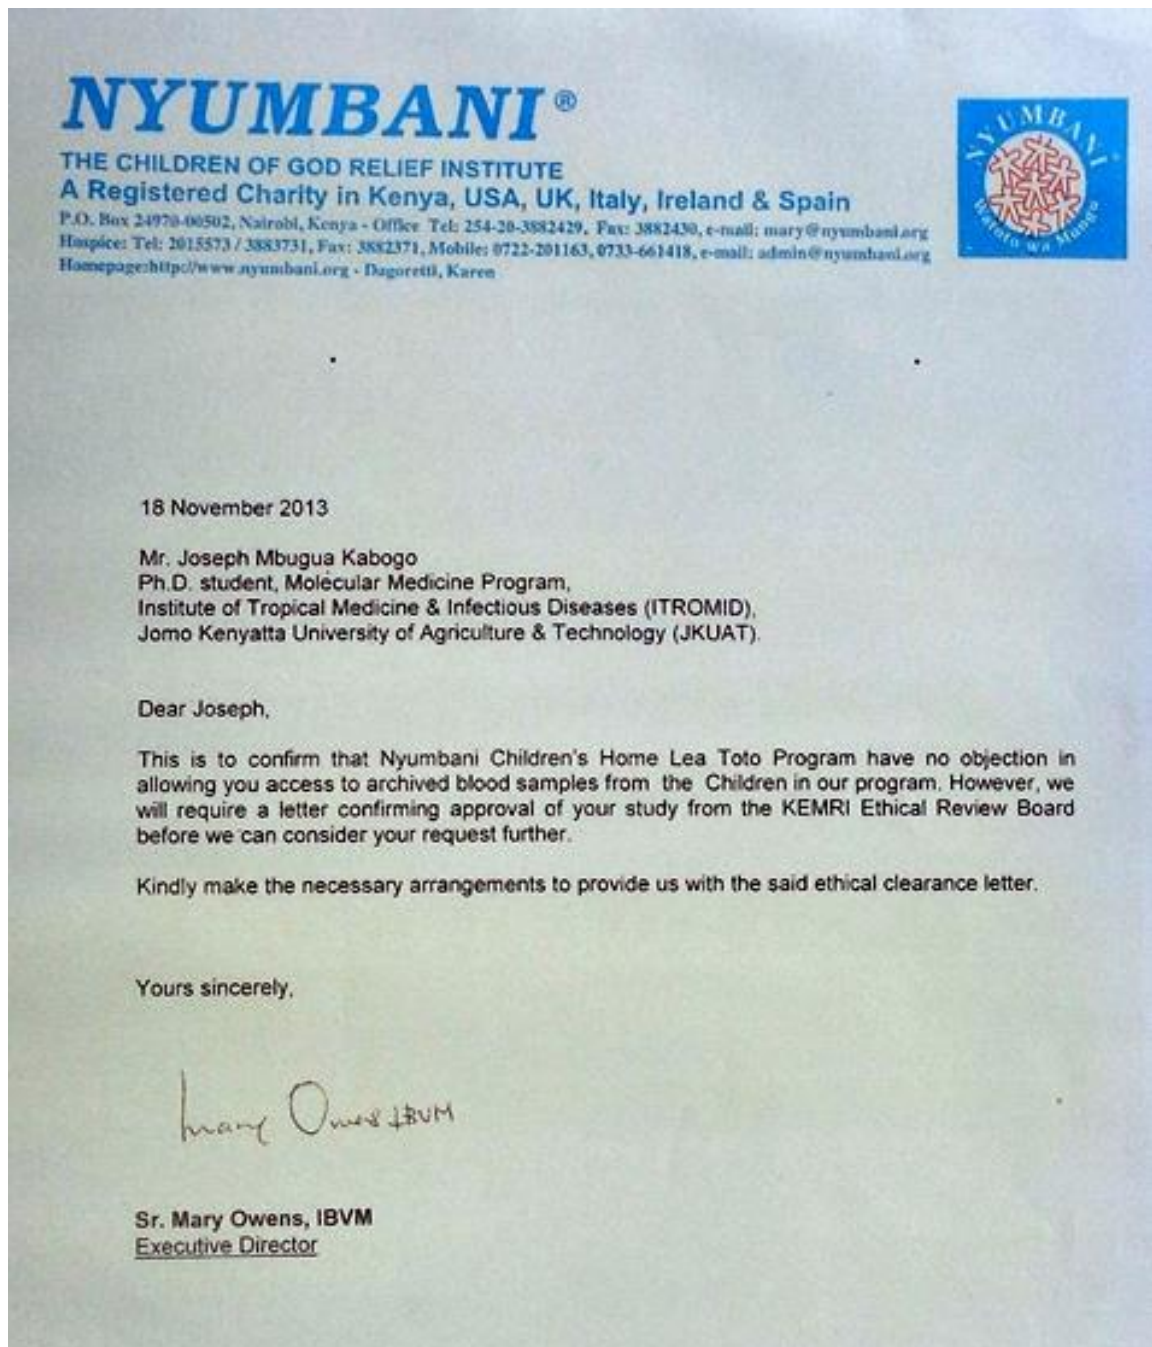 NYUMBANI®
THE CHILDREN OF GOD RELIEF INSTITUTE
A Registered Charity in Kenya, USA, UK, Italy, Ireland & Spain
P.O. Box 24970-00502, Nairobi, Kenya - Office Tel: 254-20-3882429, Fax: 3882430, e-mail: mary@nyumbani.org
Hospice: Tel: 2015573 / 3883731, Fax: 3882371, Mobile: 0722-201163, 0733-661418, e-mail: admin@nyumbani.org
Homepage:http://www.nyumbani.org - Dagoretti, Karen
NYUMBANI
Watoto wa Mungu
18 November 2013
Mr. Joseph Mbugua Kabogo
Ph.D. student, Molecular Medicine Program,
Institute of Tropical Medicine & Infectious Diseases (ITROMID),
Jomo Kenyatta University of Agriculture & Technology (JKUAT).
Dear Joseph,
This is to confirm that Nyumbani Children's Home Lea Toto Program have no objection in
allowing you access to archived blood samples from the Children in our program. However, we
will require a letter confirming approval of your study from the KEMRI Ethical Review Board
before we can consider your request further.
Kindly make the necessary arrangements to provide us with the said ethical clearance letter.
Yours sincerely,
Mary Owens IBVM
Sr. Mary Owens, IBVM
Executive Director